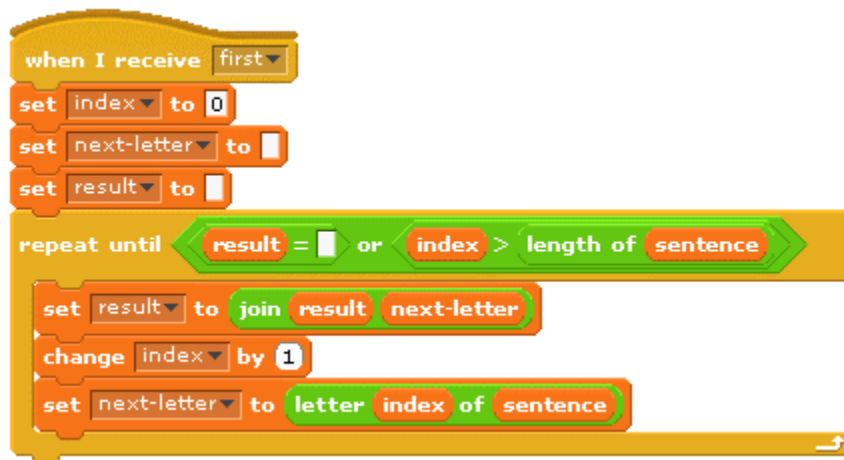 when I receive first
set index to 0
set next-letter to
set result to
repeat until result = or index > length of sentence
set result to join result next-letter
change index by 1
set next-letter to letter index of sentence